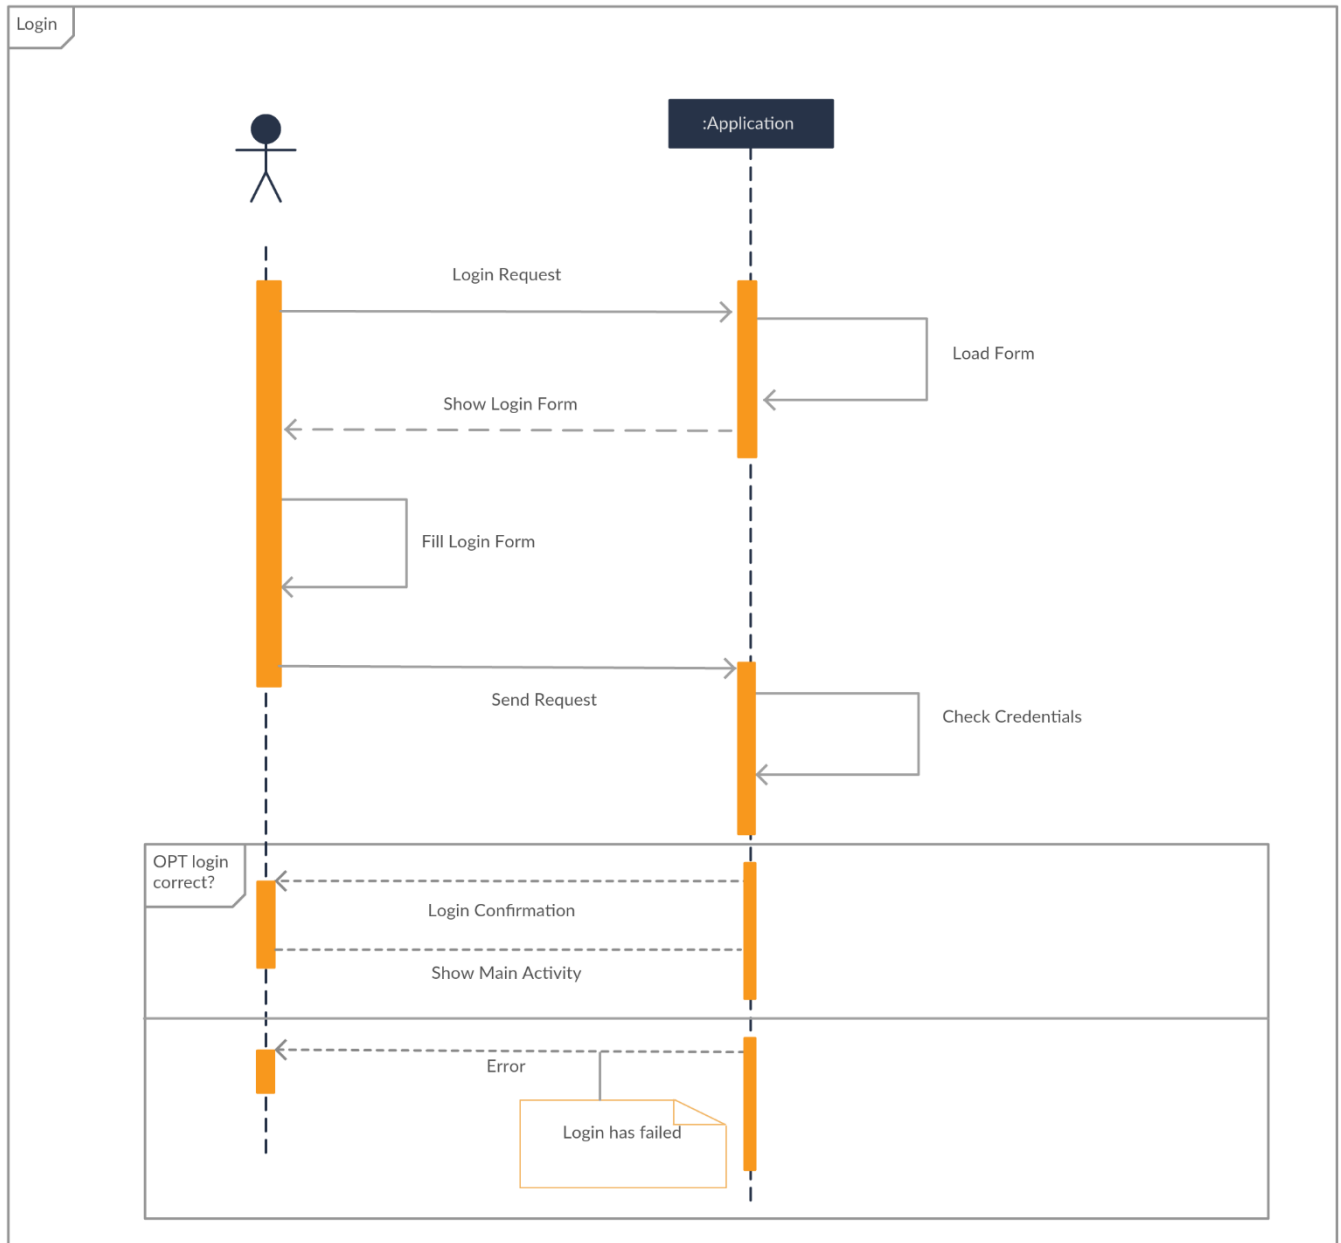 Login
:Application
Login Request
Load Form
Show Login Form
Fill Login Form
Send Request
Check Credentials
OPT login
correct?
Login Confirmation
Show Main Activity
Error
Login has failed